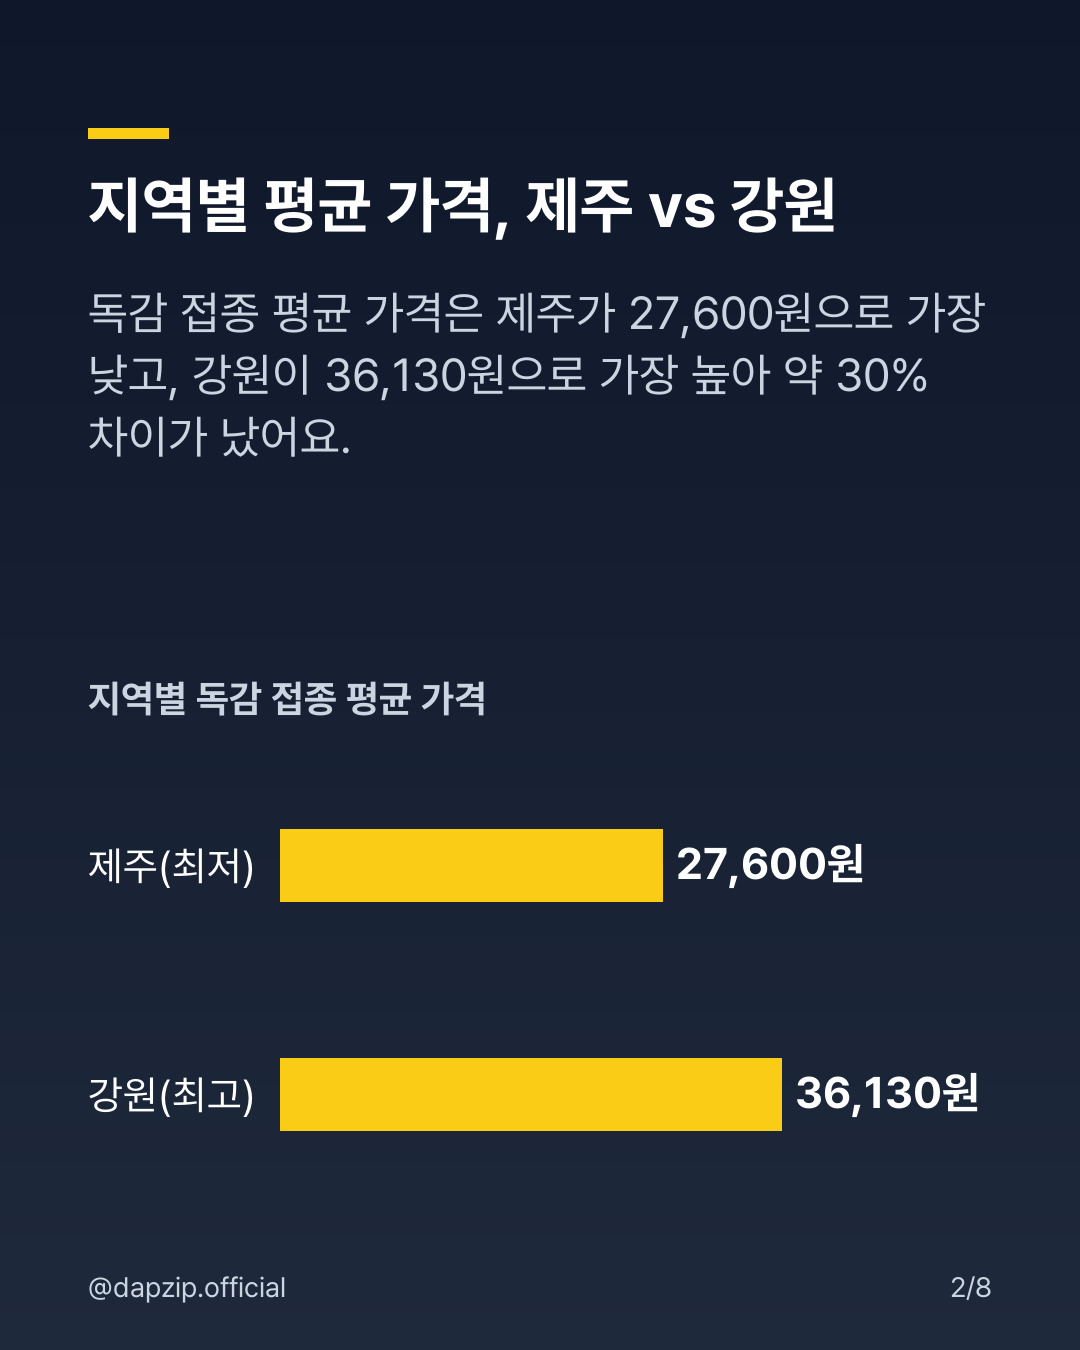 지역별 평균 가격, 제주 vs 강원
독감 접종 평균 가격은 제주가 27,600원으로 가장
낮고, 강원이 36,130원으로 가장 높아 약 30%
차이가 났어요.
지역별 독감 접종 평균 가격
제주(최저) 27,600원
강원(최고) 36,130원
@dapzip.official 2/8